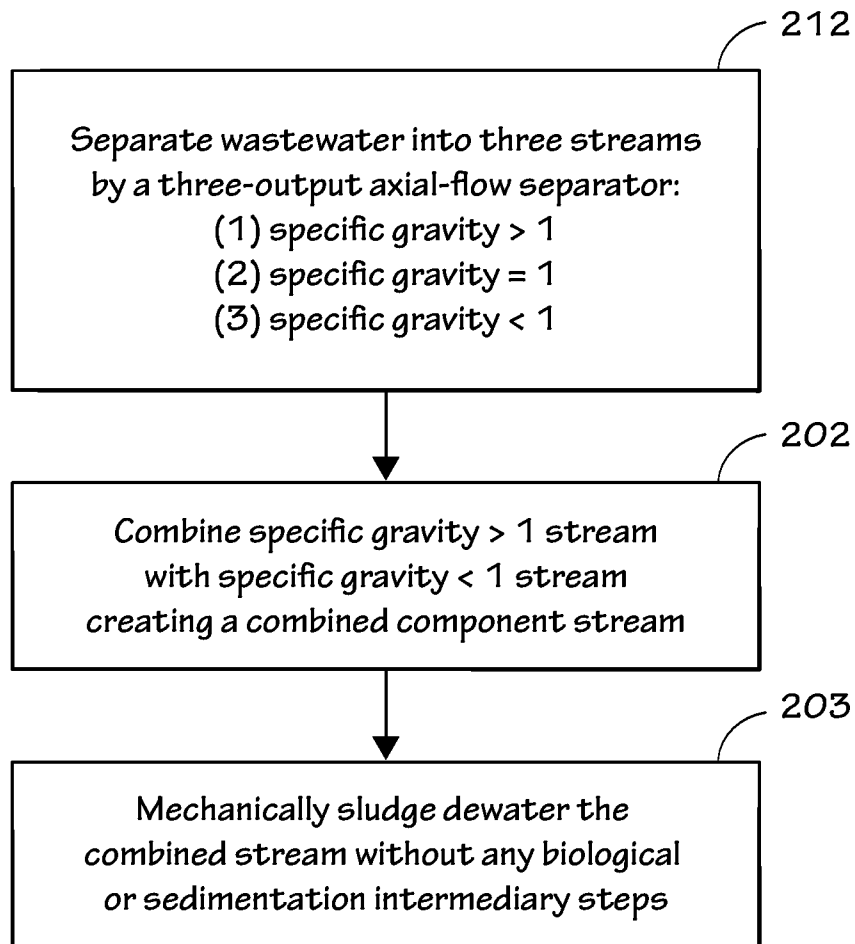 212
Separate wastewater into three streams
by a three-output axial-flow separator:
(1) specific gravity > 1
(2) specific gravity = 1
(3) specific gravity < 1
202
Combine specific gravity > 1 stream
with specific gravity < 1 stream
creating a combined component stream
203
Mechanically sludge dewater the
combined stream without any biological
or sedimentation intermediary steps